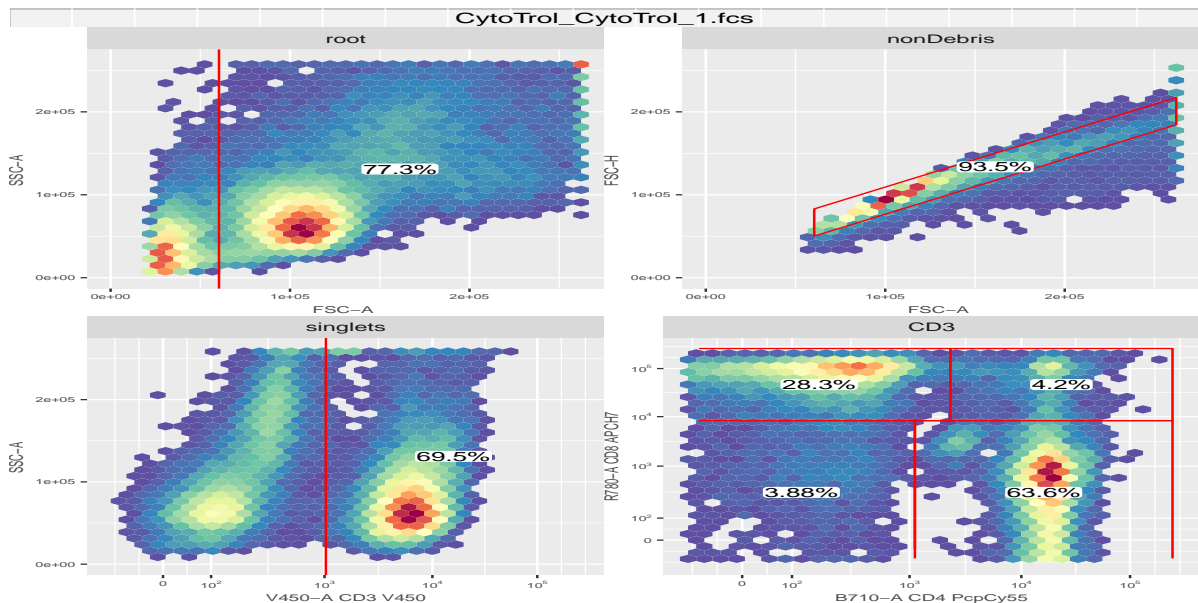 CytoTrol_CytoTrol_1.fcs
root
nonDebris
SSC-A
2e+05
1e+05
0e+00
77.3%
0e+00
1e+05
2e+05
FSC-A
FSC-H
2e+05
1e+05
0e+00
93.5%
0e+00
1e+05
2e+05
FSC-A
singlets
CD3
SSC-A
2e+05
1e+05
0e+00
69.5%
0
10²
10³
10⁴
10⁵
V450-A CD3 V450
R780-A CD8 APCH7
10⁵
10⁴
10³
10²
0
28.3%
4.2%
3.88%
63.6%
0
10²
10³
10⁴
10⁵
B710-A CD4 PcpCy55